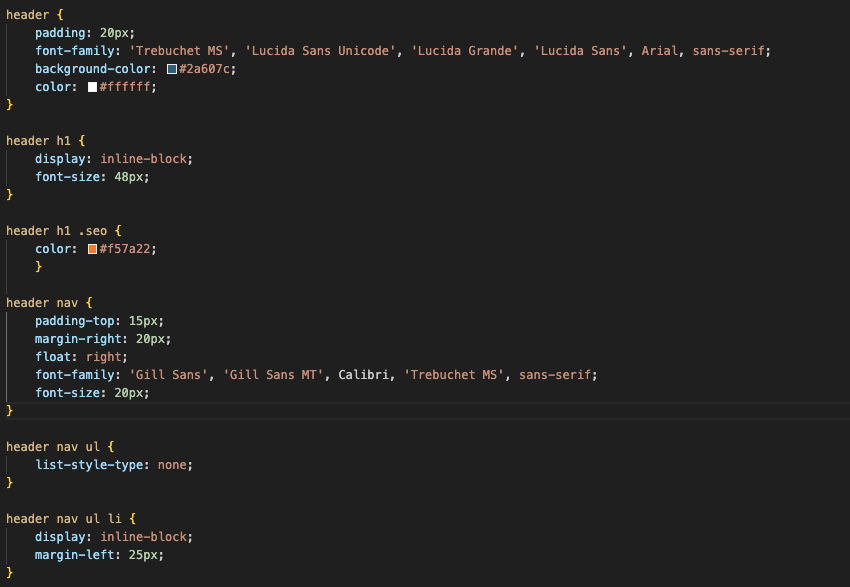 header {
    padding: 20px;
    font-family: 'Trebuchet MS', 'Lucida Sans Unicode', 'Lucida Grande', 'Lucida Sans', Arial, sans-serif;
    background-color: #2a607c;
    color: #ffffff;
}

header h1 {
    display: inline-block;
    font-size: 48px;
}

header h1 .seo {
    color: #f57a22;
    }

header nav {
    padding-top: 15px;
    margin-right: 20px;
    float: right;
    font-family: 'Gill Sans', 'Gill Sans MT', Calibri, 'Trebuchet MS', sans-serif;
    font-size: 20px;
}

header nav ul {
    list-style-type: none;
}

header nav ul li {
    display: inline-block;
    margin-left: 25px;
}